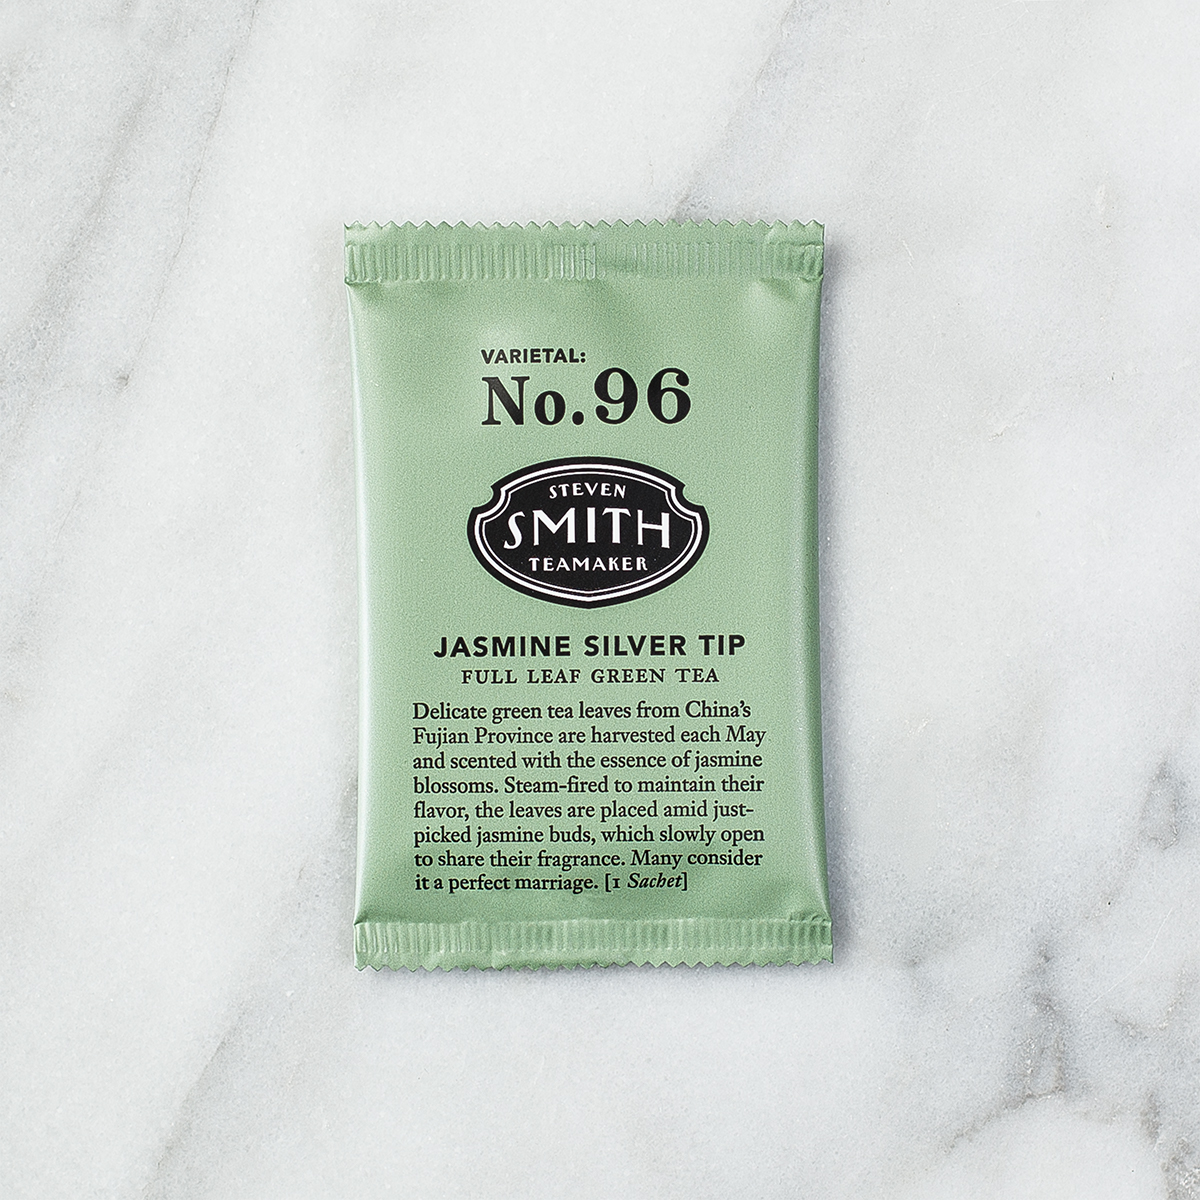 VARIETAL:
No.96
STEVEN
SMITH
TEAMAKER
JASMINE SILVER TIP
FULL LEAF GREEN TEA
Delicate green tea leaves from China's
Fujian Province are harvested each May
and scented with the essence of jasmine
blossoms. Steam-fired to maintain their
flavor, the leaves are placed amid just-
picked jasmine buds, which slowly open
to share their fragrance. Many consider
it a perfect marriage. [1 Sachet]